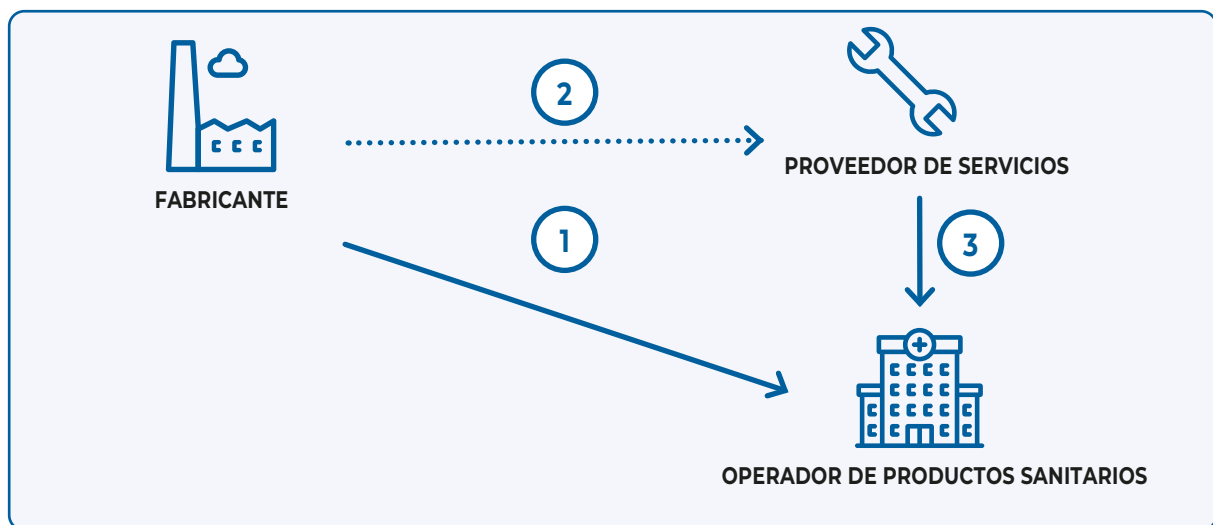 2
PROVEEDOR DE SERVICIOS
FABRICANTE
1
3
OPERADOR DE PRODUCTOS SANITARIOS